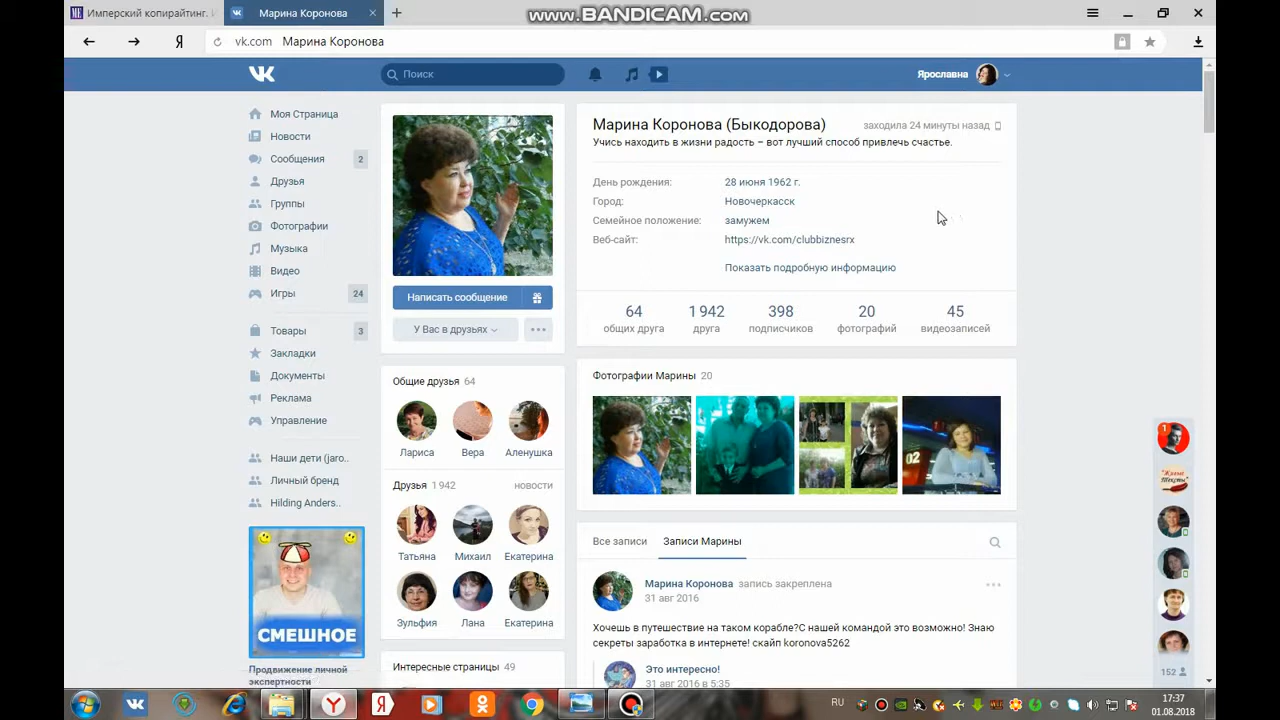 Имперский копирайтинг. И
Марина Коронова
www.BANDICAM.com
vk.com Марина Коронова
Поиск
Ярославна
Моя Страница
Новости
Сообщения 2
Друзья
Группы
Фотографии
Музыка
Видео
Игры 24
Товары 3
Закладки
Документы
Реклама
Управление
Наши дети (jaro..
Личный бренд
Hilding Anders..
СМЕШНОЕ
Продвижение личной
экспертности
Написать сообщение
У Вас в друзьях
Общие друзья 64
Лариса Вера Аленушка
Друзья 1 942 новости
Татьяна Михаил Екатерина
Зульфия Лана Екатерина
Интересные страницы 49
Марина Коронова (Быкодорова) заходила 24 минуты назад
Учись находить в жизни радость – вот лучший способ привлечь счастье.
День рождения: 28 июня 1962 г.
Город: Новочеркасск
Семейное положение: замужем
Веб-сайт: https://vk.com/clubbiznesrx
Показать подробную информацию
64 1 942 398 20 45
общих друга друга подписчиков фотографий видеозаписей
Фотографии Марины 20
02
Все записи Записи Марины
Марина Коронова запись закреплена
31 авг 2016
Хочешь в путешествие на таком корабле?С нашей командой это возможно! Знаю
секреты заработка в интернете! скайп koronova5262
Это интересно!
31 авг 2016 в 5:35
1
152
RU
17:37
01.08.2018